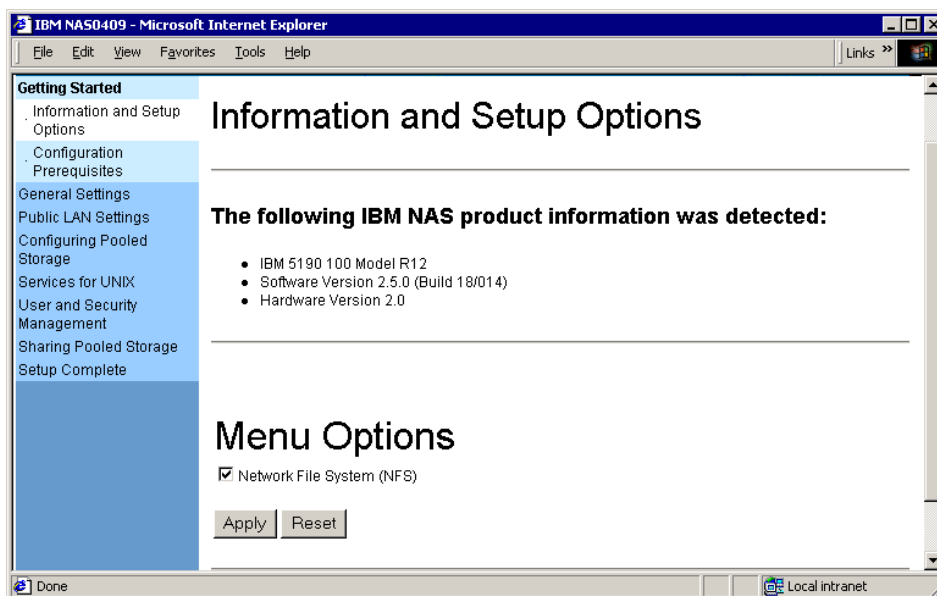 IBM NAS0409 - Microsoft Internet Explorer
File Edit View Favorites Tools Help
Links »
Getting Started
Information and Setup
Options
Configuration
Prerequisites
General Settings
Public LAN Settings
Configuring Pooled
Storage
Services for UNIX
User and Security
Management
Sharing Pooled Storage
Setup Complete
Information and Setup Options
The following IBM NAS product information was detected:
• IBM 5190 100 Model R12
• Software Version 2.5.0 (Build 18/014)
• Hardware Version 2.0
Menu Options
Network File System (NFS)
Apply Reset
Done
Local intranet